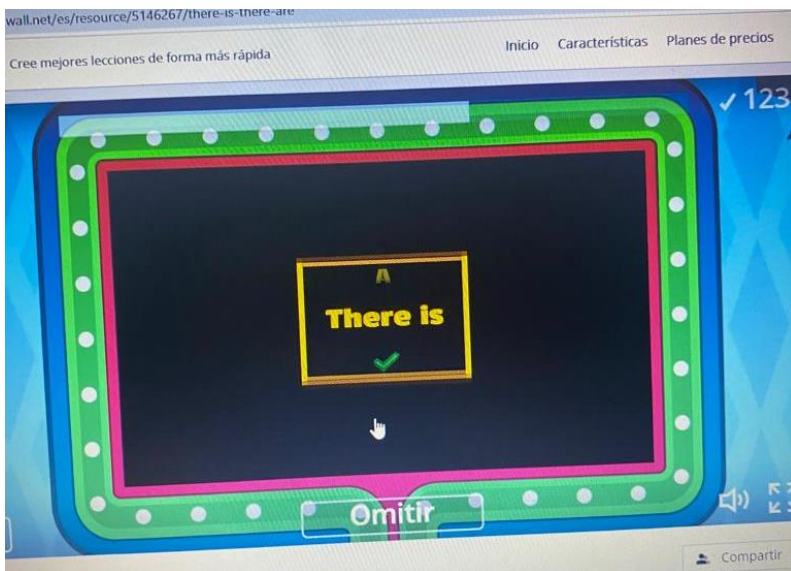 wall.net/es/resource/5146267/there-is-there-are
Cree mejores lecciones de forma más rápida
Inicio Características Planes de precios
123
A
There is
Omitir
Compartir